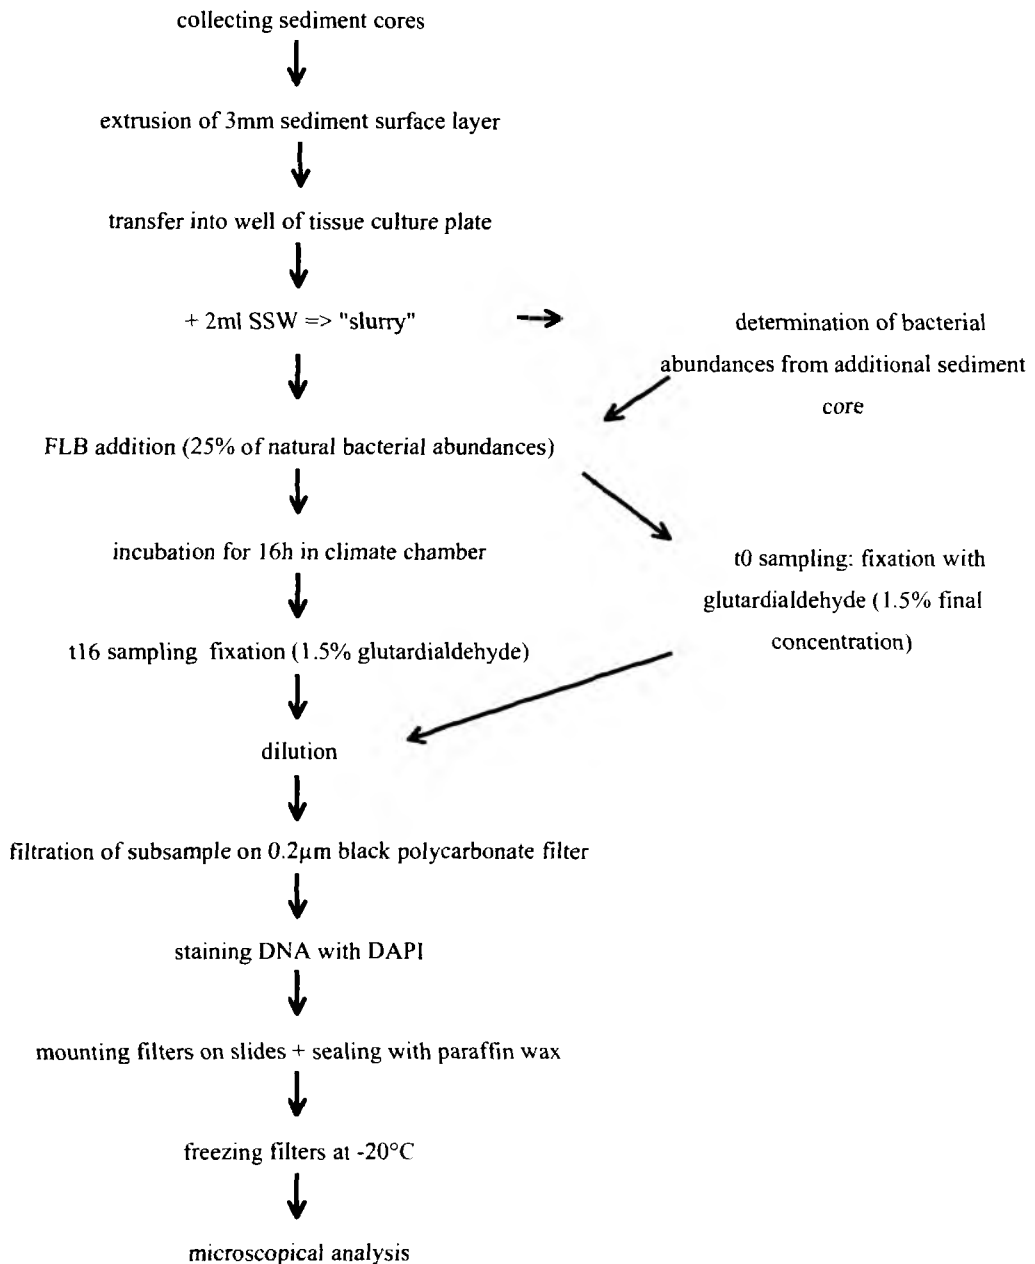 collecting sediment cores
extrusion of 3mm sediment surface layer
transfer into well of tissue culture plate
+ 2ml SSW => "slurry"
determination of bacterial
abundances from additional sediment
core
FLB addition (25% of natural bacterial abundances)
incubation for 16h in climate chamber
t0 sampling: fixation with
glutardialdehyde (1.5% final
concentration)
t16 sampling fixation (1.5% glutardialdehyde)
dilution
filtration of subsample on 0.2µm black polycarbonate filter
staining DNA with DAPI
mounting filters on slides + sealing with paraffin wax
freezing filters at -20°C
microscopical analysis